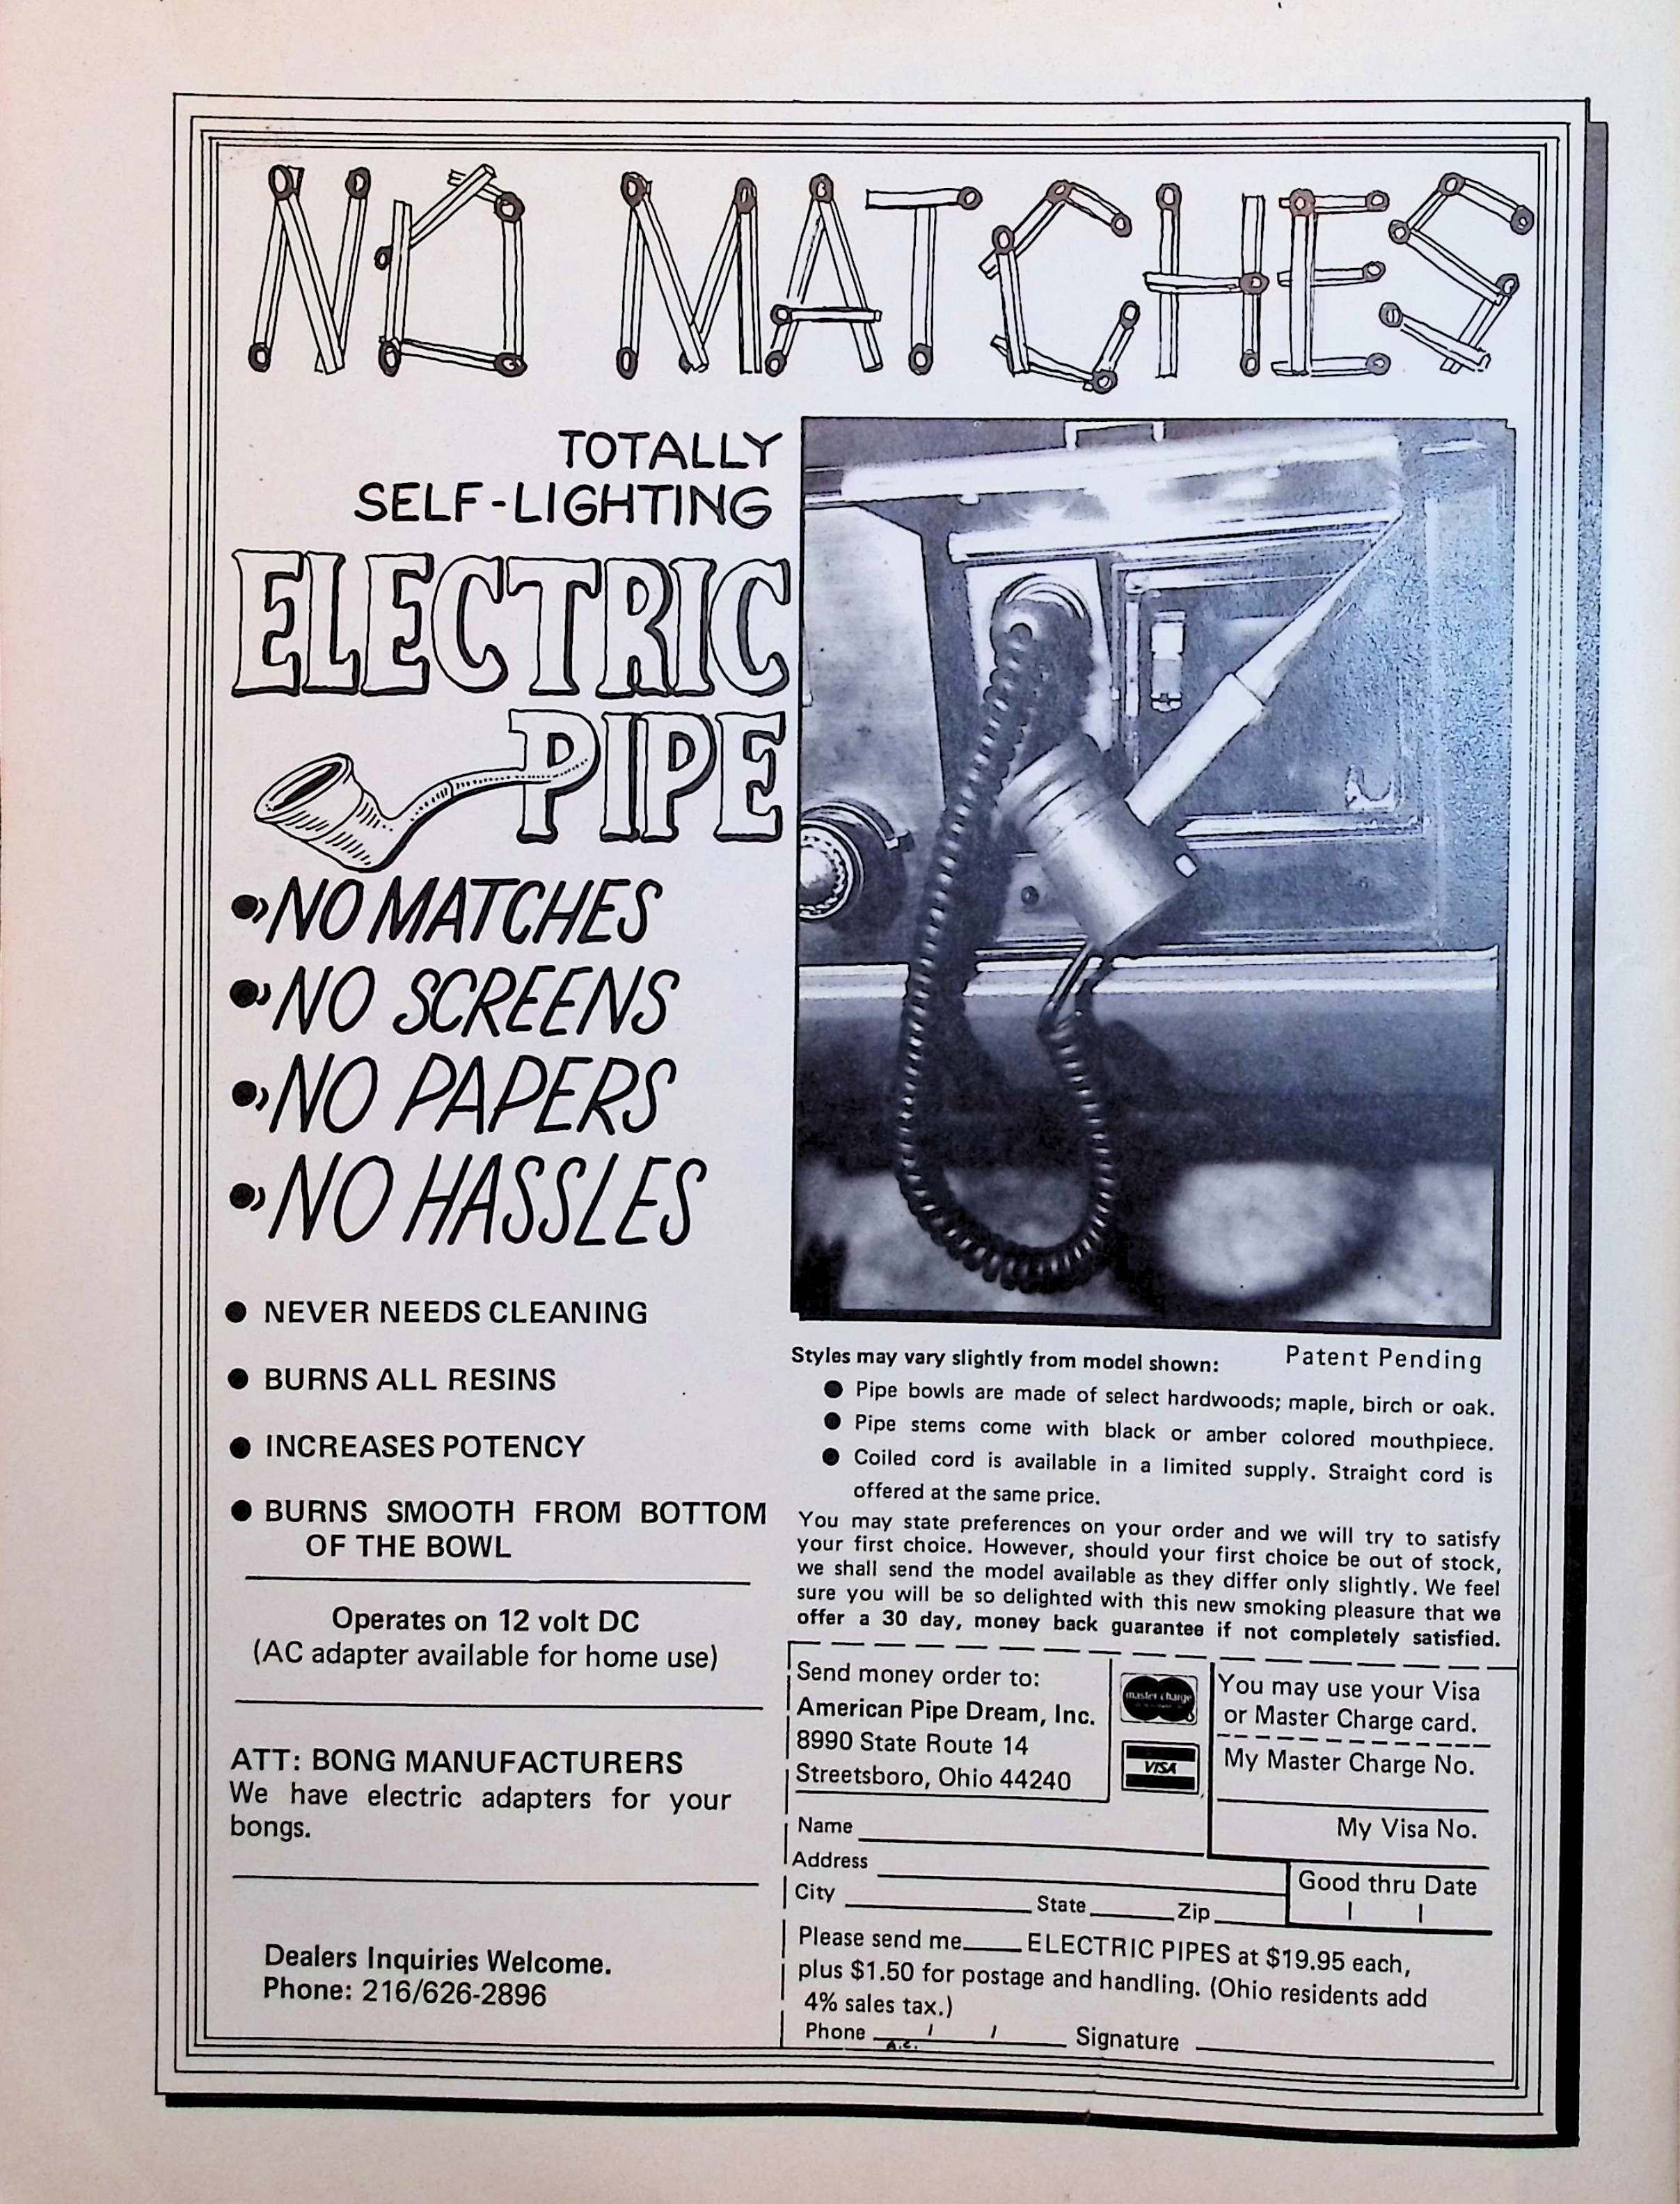 NO MATCHES
TOTALLY
SELF-LIGHTING
ELECTRIC
PIPE
NO MATCHES
NO SCREENS
NO PAPERS
NO HASSLES
● NEVER NEEDS CLEANING
● BURNS ALL RESINS
● INCREASES POTENCY
● BURNS SMOOTH FROM BOTTOM
OF THE BOWL
Operates on 12 volt DC
(AC adapter available for home use)
ATT: BONG MANUFACTURERS
We have electric adapters for your
bongs.
Dealers Inquiries Welcome.
Phone: 216/626-2896
Styles may vary slightly from model shown:
Patent Pending
● Pipe bowls are made of select hardwoods; maple, birch or oak.
● Pipe stems come with black or amber colored mouthpiece.
● Coiled cord is available in a limited supply. Straight cord is
offered at the same price.
You may state preferences on your order and we will try to satisfy
your first choice. However, should your first choice be out of stock,
we shall send the model available as they differ only slightly. We feel
sure you will be so delighted with this new smoking pleasure that we
offer a 30 day, money back guarantee if not completely satisfied.
Send money order to:
American Pipe Dream, Inc.
8990 State Route 14
Streetsboro, Ohio 44240
master charge
VISA
You may use your Visa
or Master Charge card.
My Master Charge No.
My Visa No.
Good thru Date
Name
Address
City State Zip
Please send me ELECTRIC PIPES at $19.95 each,
plus $1.50 for postage and handling. (Ohio residents add
4% sales tax.)
Phone / / Signature
A.C.